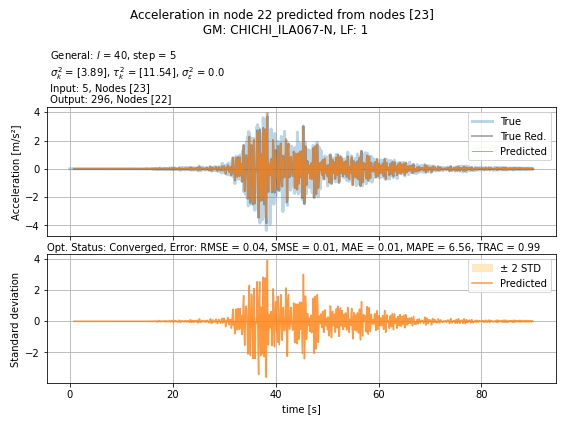 Acceleration in node 22 predicted from nodes [23]
GM: CHICHI_ILA067-N, LF: 1
General: l = 40, step = 5
σ²ₖ = [3.89], τ²ₖ = [11.54], σ²ε = 0.0
Input: 5, Nodes [23]
Output: 296, Nodes [22]
Acceleration [m/s²]
4
2
0
−2
−4
True
True Red.
Predicted
Opt. Status: Converged, Error: RMSE = 0.04, SMSE = 0.01, MAE = 0.01, MAPE = 6.56, TRAC = 0.99
Standard deviation
4
2
0
−2
± 2 STD
Predicted
0 20 40 60 80
time [s]